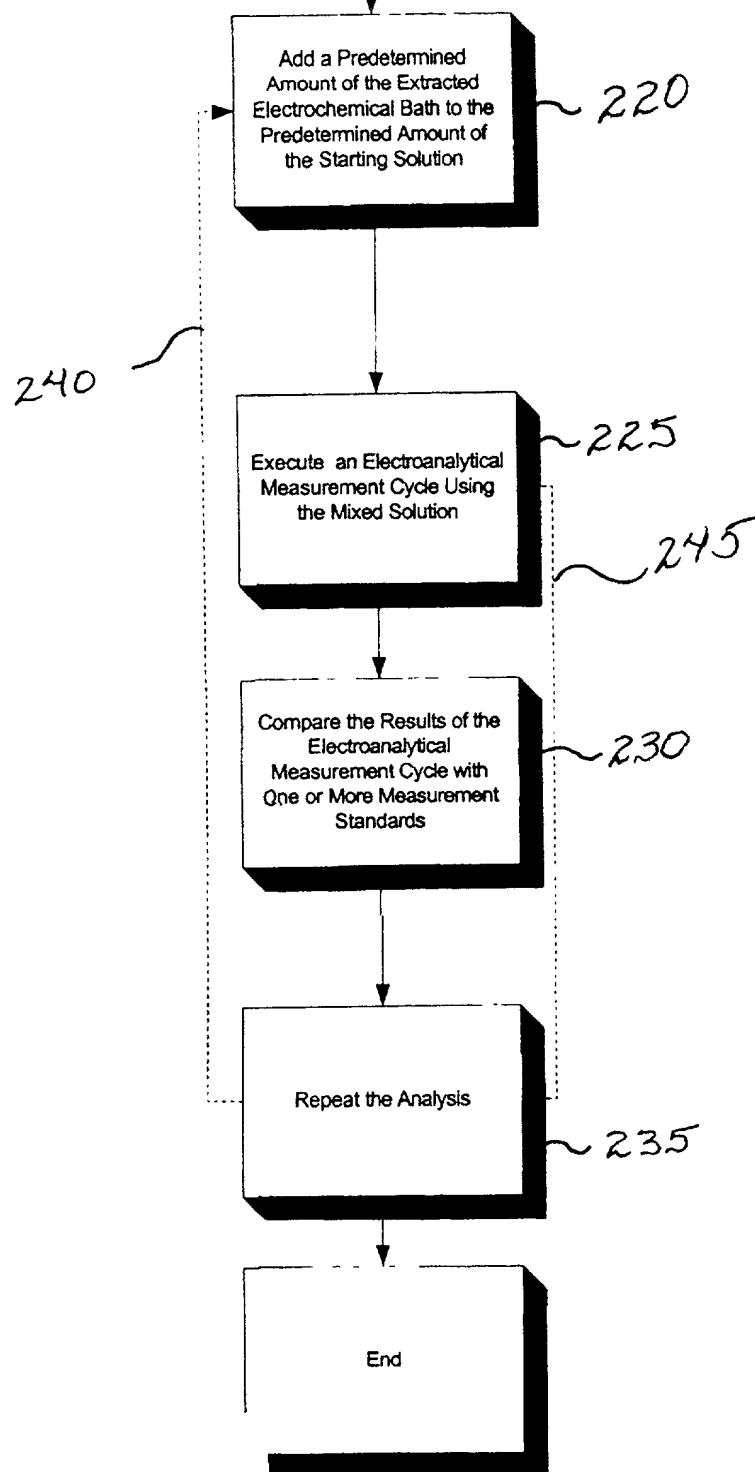 Add a Predetermined
Amount of the Extracted
Electrochemical Bath to the
Predetermined Amount of
the Starting Solution
220
240
Execute an Electroanalytical
Measurement Cycle Using
the Mixed Solution
225
245
Compare the Results of the
Electroanalytical
Measurement Cycle with
One or More Measurement
Standards
230
Repeat the Analysis
235
End